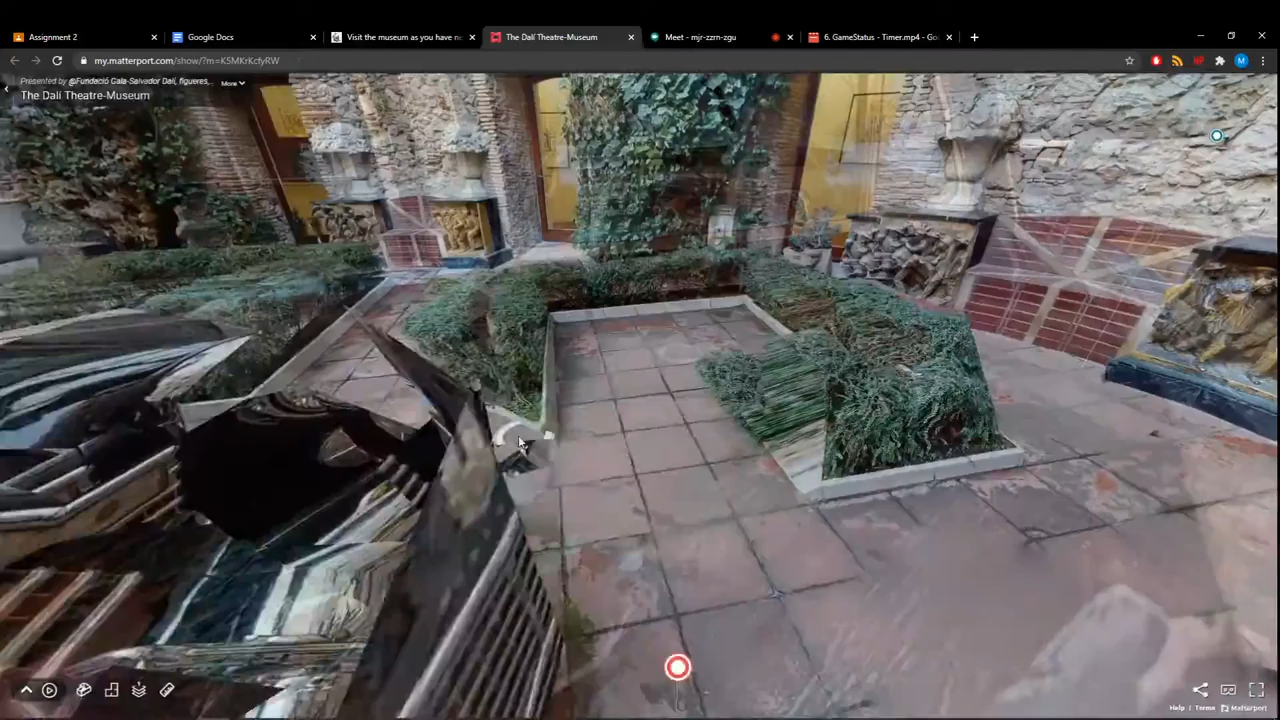 Assignment 2
Google Docs
Visit the museum as you have ne
The Dalí Theatre-Museum
Meet - mjr-zzrn-zgu
6. GameStatus - Timer.mp4 - Go
my.matterport.com/show/?m=K5MKrKcfyRW
M
Presented by @Fundació Gala-Salvador Dalí, figueres,...
More
The Dalí Theatre-Museum
Help | Terms
Matterport